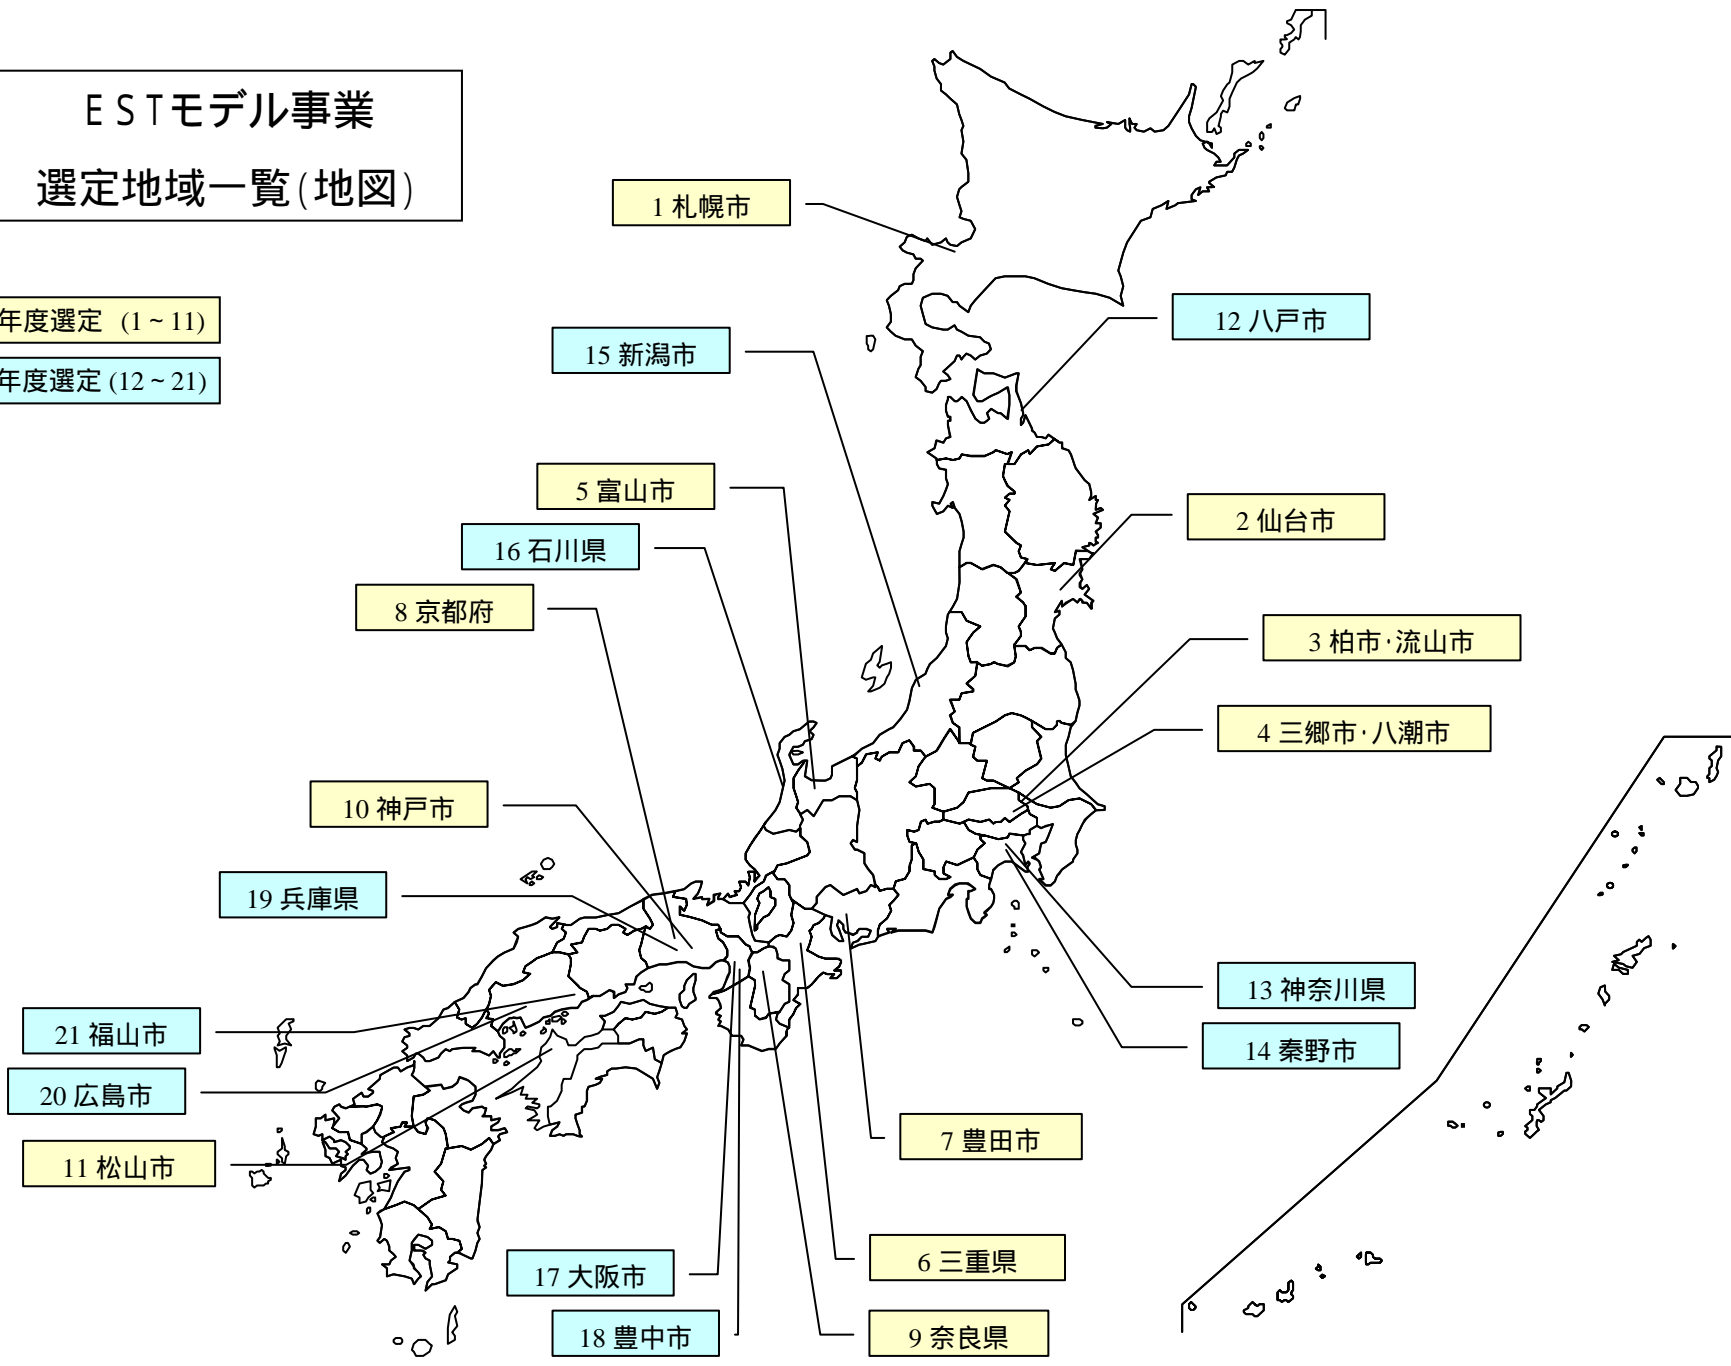 ESTモデル事業
選定地域一覧(地図)
年度選定 (1~11)
年度選定 (12~21)
1 札幌市
12 八戸市
15 新潟市
5 富山市
2 仙台市
16 石川県
8 京都府
3 柏市・流山市
4 三郷市・八潮市
10 神戸市
19 兵庫県
13 神奈川県
21 福山市
14 秦野市
20 広島市
7 豊田市
11 松山市
6 三重県
17 大阪市
18 豊中市
9 奈良県